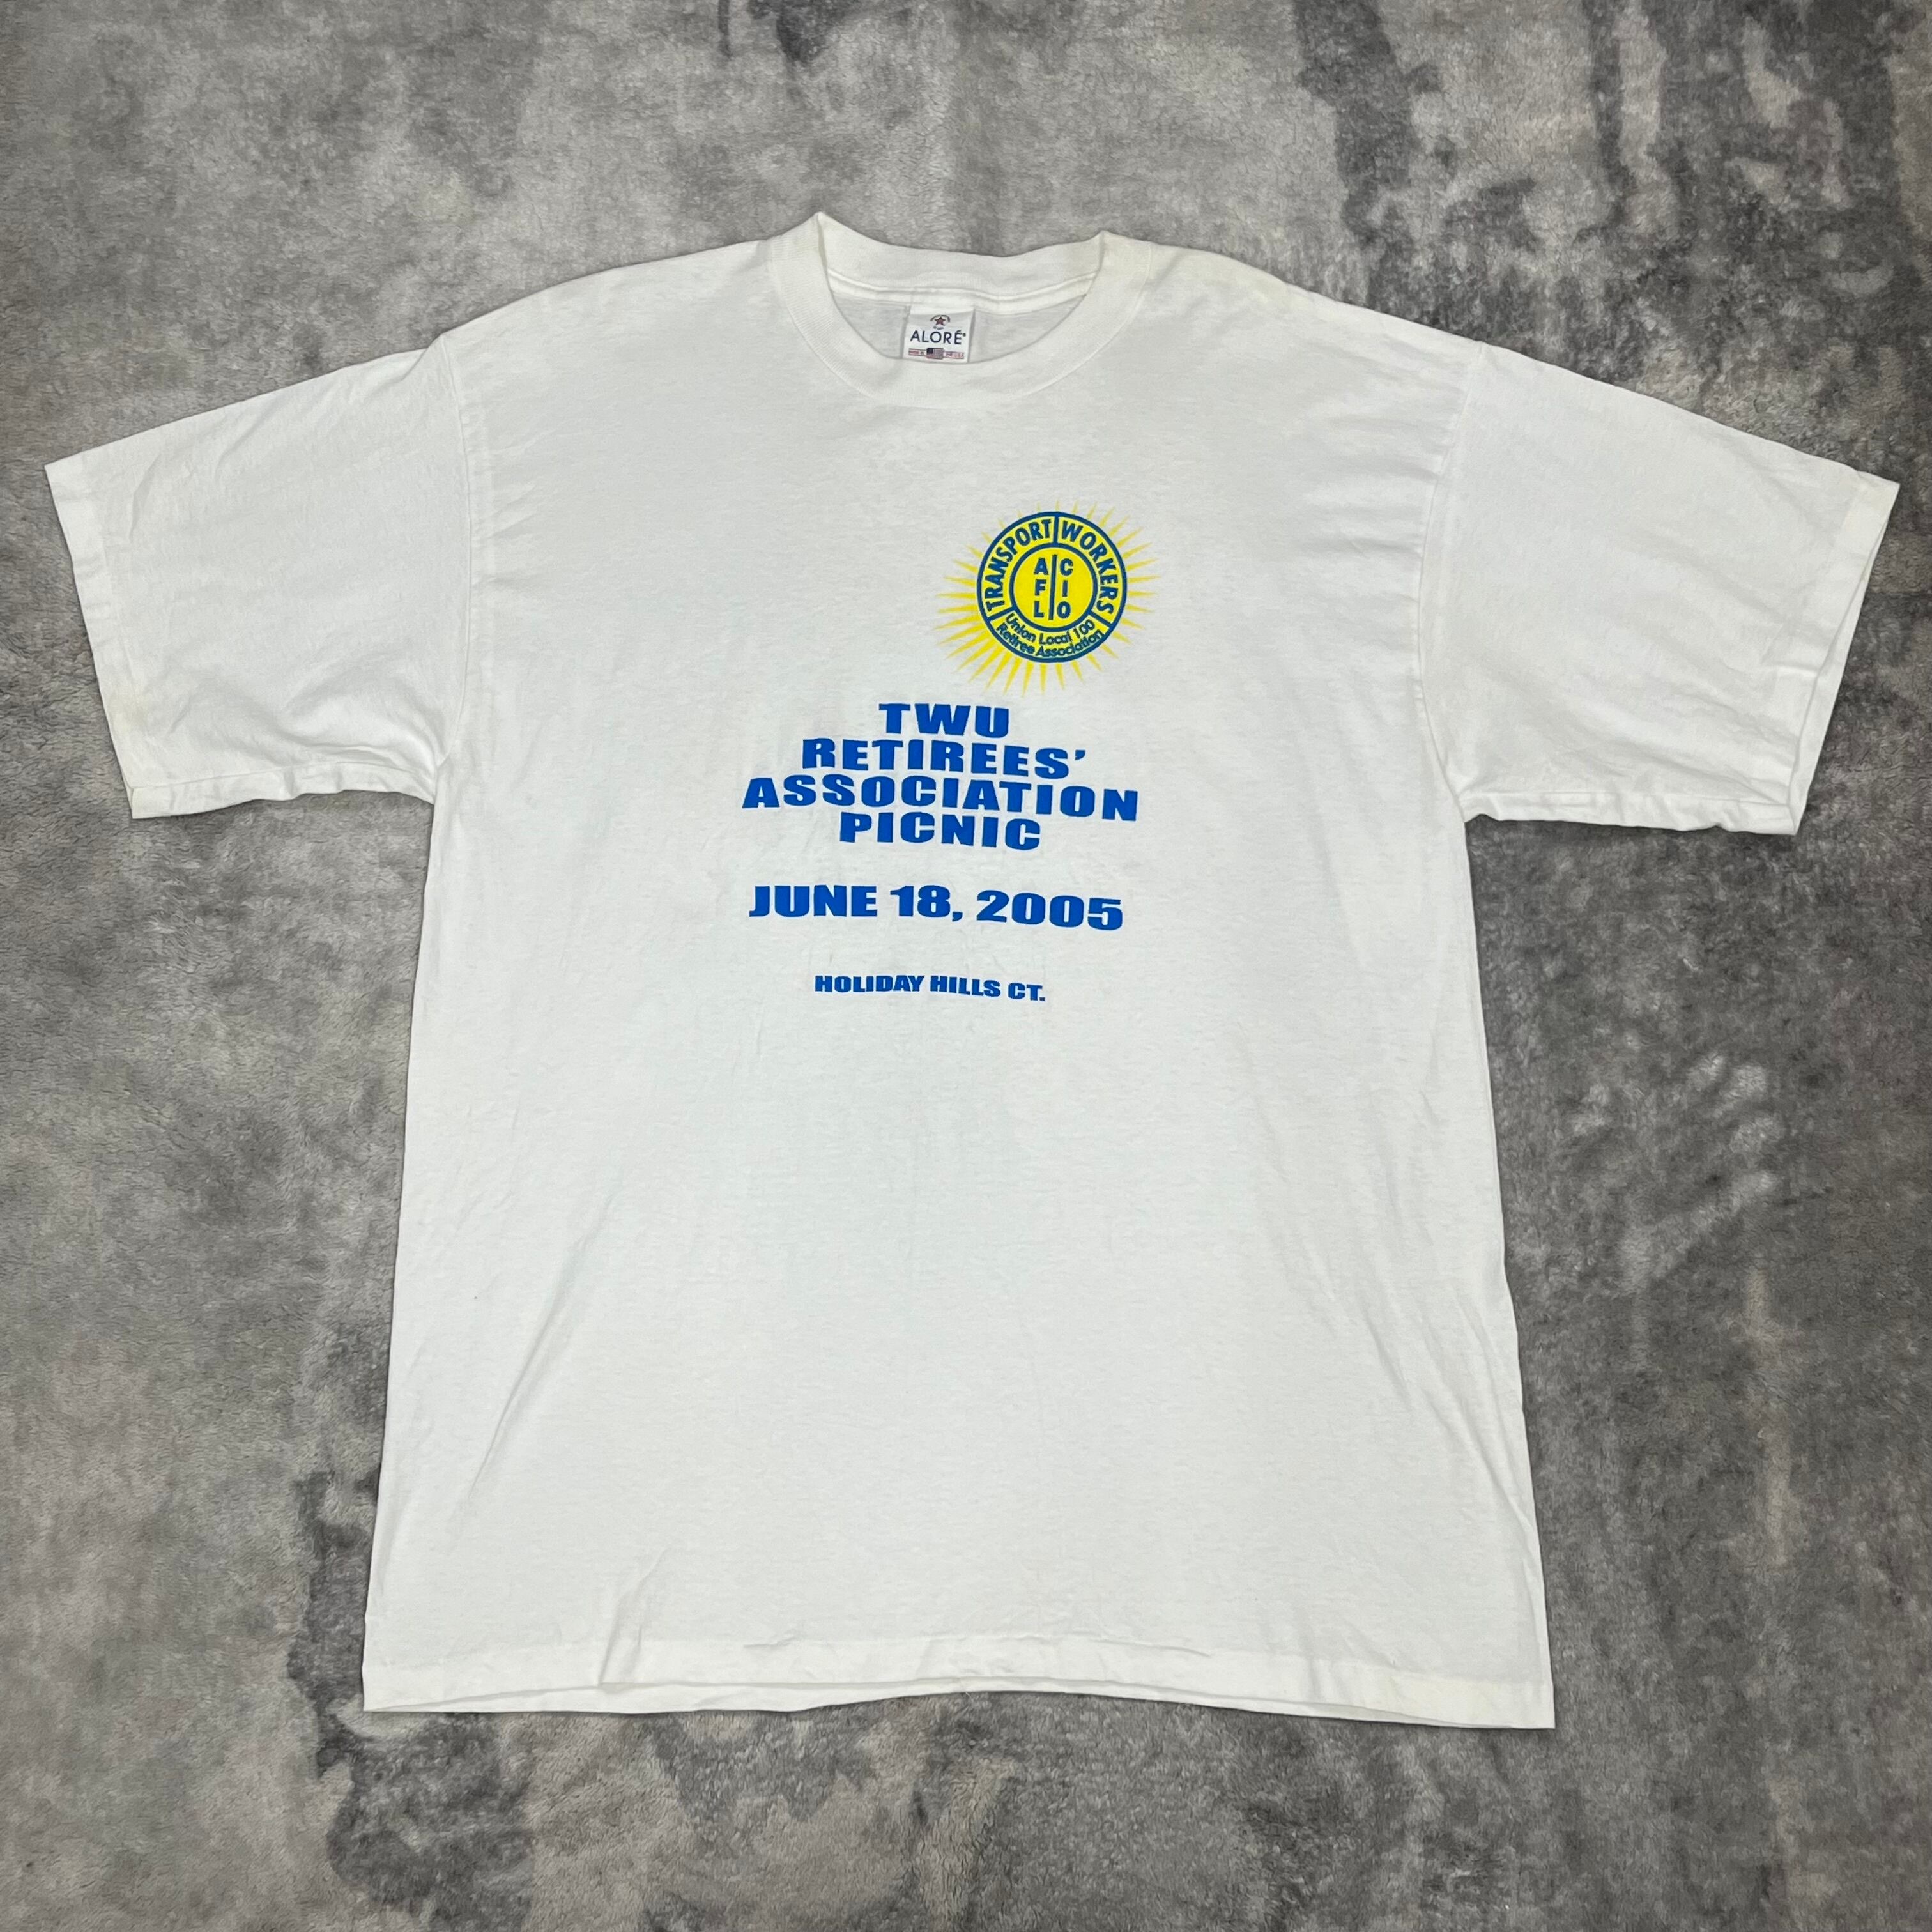 ALORÉ
TRANSPORT WORKERS
AFL CIO
Union Local 100
Retiree Association
TWU
RETIREES'
ASSOCIATION
PICNIC
JUNE 18, 2005
HOLIDAY HILLS CT.